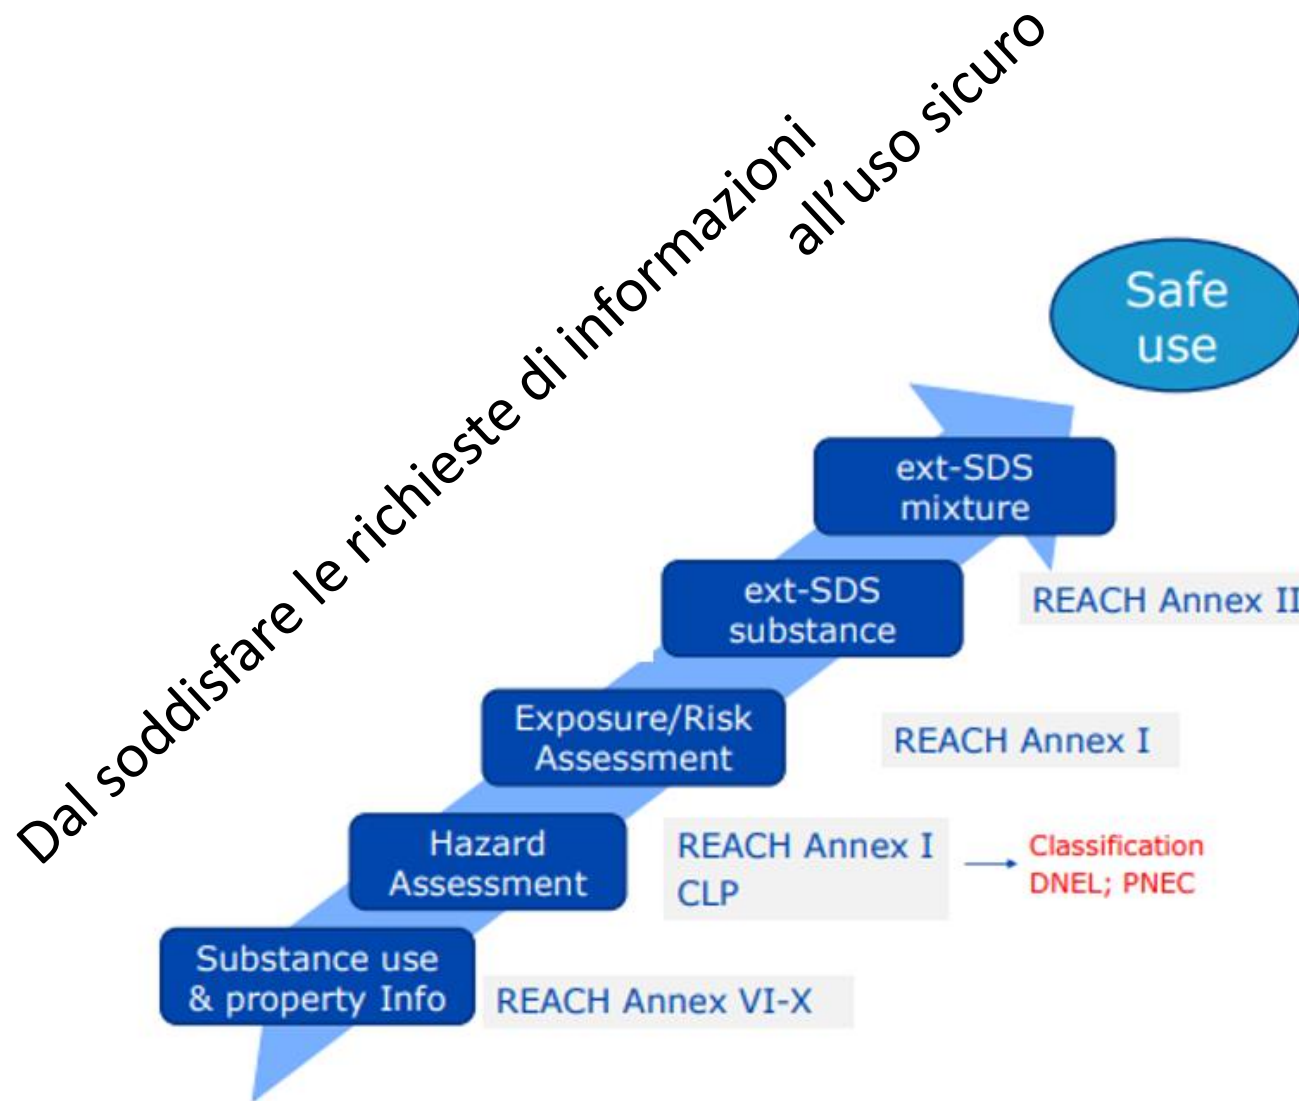 Dal soddisfare le richieste di informazioni
all’uso sicuro
Safe
use
ext-SDS
mixture
ext-SDS
substance
REACH Annex II
Exposure/Risk
Assessment
REACH Annex I
Hazard
Assessment
REACH Annex I
CLP
Classification
DNEL; PNEC
Substance use
& property Info
REACH Annex VI-X